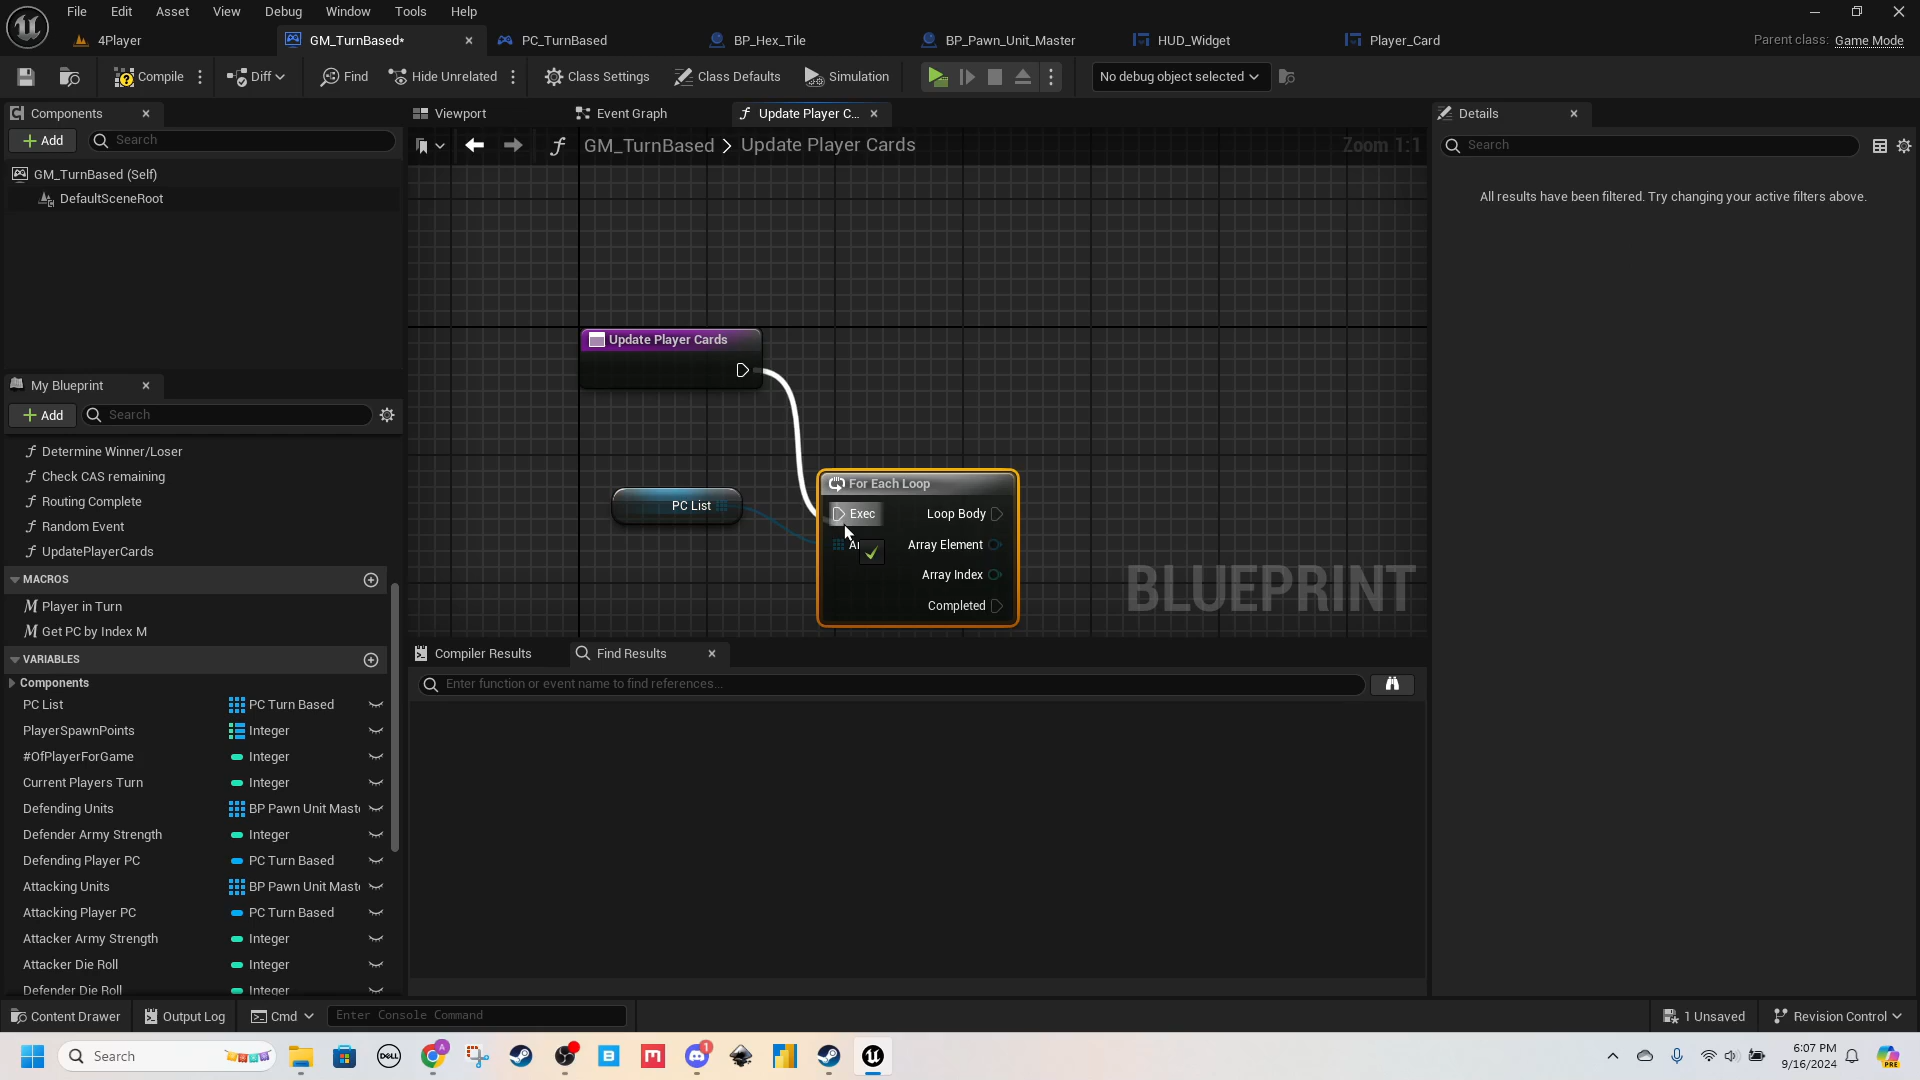 File Edit Asset View Debug Window Tools Help
4Player GM_TurnBased* PC_TurnBased BP_Hex_Tile BP_Pawn_Unit_Master HUD_Widget Player_Card Parent class: Game Mode
Compile Diff Find Hide Unrelated Class Settings Class Defaults Simulation No debug object selected
Components Viewport Event Graph Update Player C... Details
Add Search
GM_TurnBased > Update Player Cards Zoom 1:1
Search
GM_TurnBased (Self)
DefaultSceneRoot
All results have been filtered. Try changing your active filters above.
Update Player Cards
PC List
For Each Loop
Exec Loop Body
Array Element
Array Index
Completed
BLUEPRINT
My Blueprint
Add Search
Determine Winner/Loser
Check CAS remaining
Routing Complete
Random Event
UpdatePlayerCards
MACROS
Player in Turn
Get PC by Index M
VARIABLES
Components
PC List PC Turn Based
PlayerSpawnPoints Integer
#OfPlayerForGame Integer
Current Players Turn Integer
Defending Units BP Pawn Unit Maste
Defender Army Strength Integer
Defending Player PC PC Turn Based
Attacking Units BP Pawn Unit Maste
Attacking Player PC PC Turn Based
Attacker Army Strength Integer
Attacker Die Roll Integer
Defender Die Roll Integer
Compiler Results Find Results
Enter function or event name to find references...
Content Drawer Output Log Cmd Enter Console Command 1 Unsaved Revision Control
Search DELL A B M 1 6:07 PM
9/16/2024 PRE